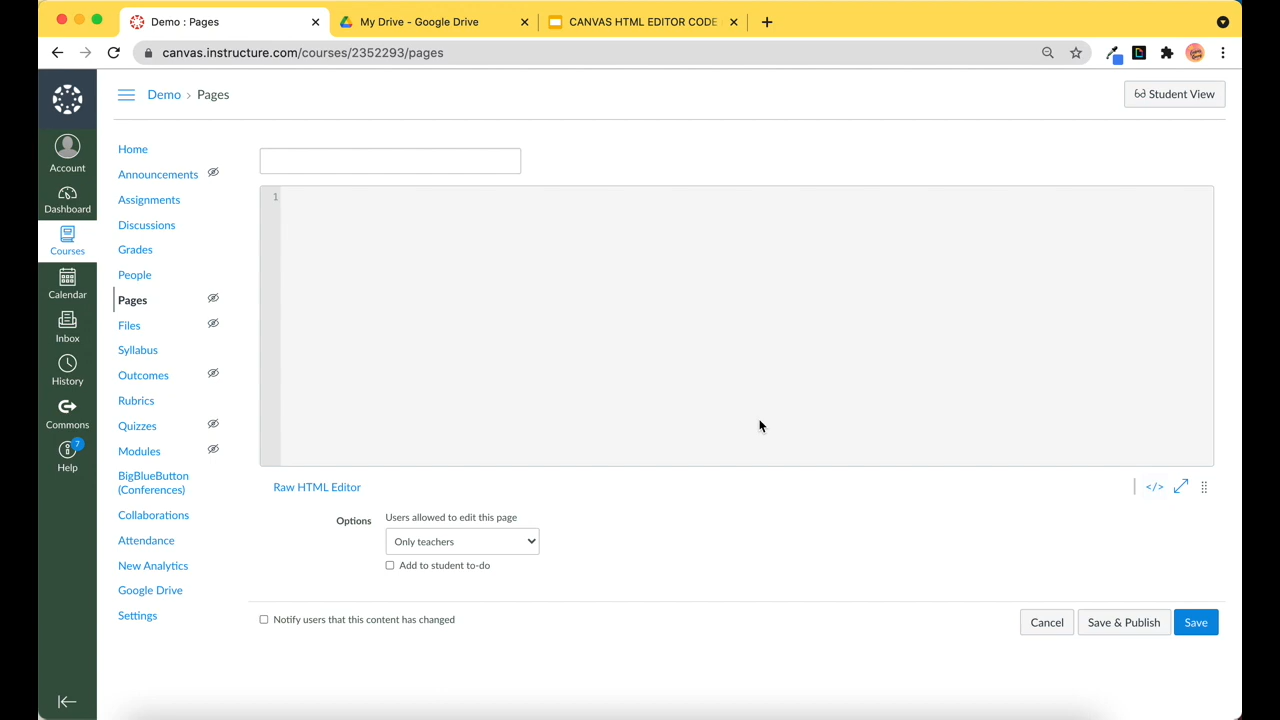 Demo : Pages
My Drive - Google Drive
CANVAS HTML EDITOR CODE
canvas.instructure.com/courses/2352293/pages
Demo › Pages
Student View
Account
Dashboard
Courses
Calendar
Inbox
History
Commons
7
Help
Home
Announcements
Assignments
Discussions
Grades
People
Pages
Files
Syllabus
Outcomes
Rubrics
Quizzes
Modules
BigBlueButton
(Conferences)
Collaborations
Attendance
New Analytics
Google Drive
Settings
1
Raw HTML Editor
</>
Options
Users allowed to edit this page
Only teachers
Add to student to-do
Notify users that this content has changed
Cancel
Save & Publish
Save